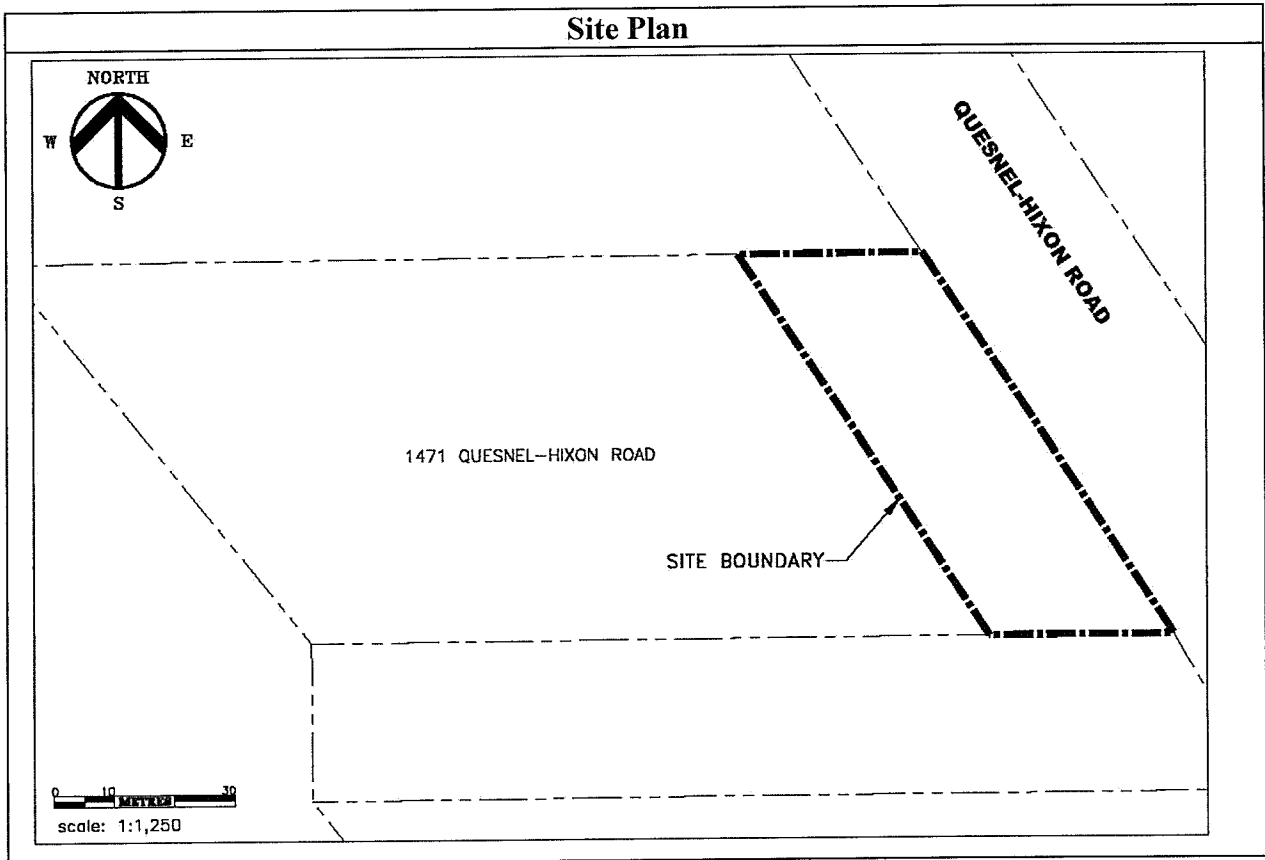 Site Plan
NORTH
W
E
S
QUESNEL-HIXON ROAD
1471 QUESNEL-HIXON ROAD
SITE BOUNDARY
0 10 30
METRES
scale: 1:1,250